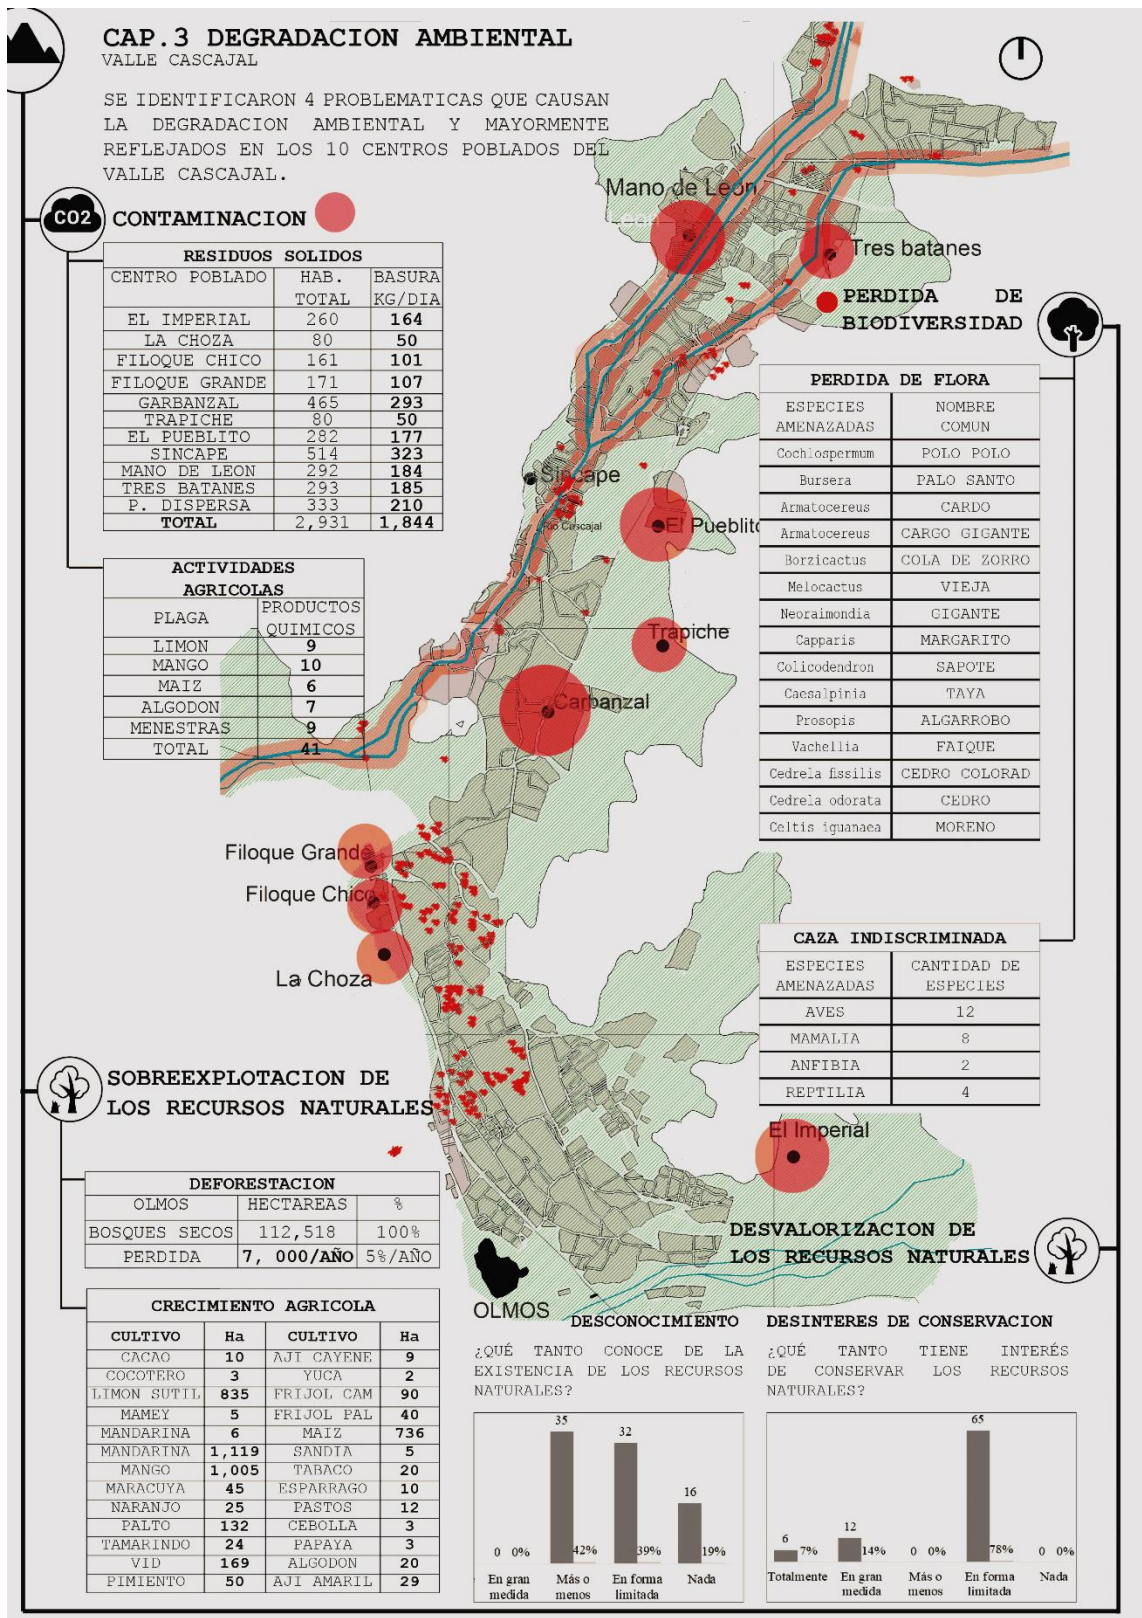 CAP.3 DEGRADACION AMBIENTAL
VALLE CASCAJAL
SE IDENTIFICARON 4 PROBLEMATICAS QUE CAUSAN
LA DEGRADACION AMBIENTAL Y MAYORMENTE
REFLEJADOS EN LOS 10 CENTROS POBLADOS DEL
VALLE CASCAJAL.
CO2 CONTAMINACION
RESIDUOS SOLIDOS
CENTRO POBLADO HAB. BASURA
TOTAL KG/DIA
EL IMPERIAL 260 164
LA CHOZA 80 50
FILOQUE CHICO 161 101
FILOQUE GRANDE 171 107
GARBANZAL 465 293
TRAPICHE 80 50
EL PUEBLITO 282 177
SINCAPE 514 323
MANO DE LEON 292 184
TRES BATANES 293 185
P. DISPERSA 333 210
TOTAL 2,931 1,844
ACTIVIDADES
AGRICOLAS
PLAGA PRODUCTOS
QUIMICOS
LIMON 9
MANGO 10
MAIZ 6
ALGODON 7
MENESTRAS 9
TOTAL 41
Mano de León
León
Tres batanes
Sincape
Rio Cascajal
El Pueblito
Trapiche
Carbanzal
Filoque Grande
Filoque Chico
La Choza
El Imperial
OLMOS
PERDIDA DE
BIODIVERSIDAD
PERDIDA DE FLORA
ESPECIES NOMBRE
AMENAZADAS COMUN
Cochlospermum POLO POLO
Bursera PALO SANTO
Armatocereus CARDO
Armatocereus CARGO GIGANTE
Borzicactus COLA DE ZORRO
Melocactus VIEJA
Neoraimondia GIGANTE
Capparis MARGARITO
Colicodendron SAPOTE
Caesalpinia TAYA
Prosopis ALGARROBO
Vachellia FAIQUE
Cedrela fissilis CEDRO COLORAD
Cedrela odorata CEDRO
Celtis iguanaea MORENO
CAZA INDISCRIMINADA
ESPECIES CANTIDAD DE
AMENAZADAS ESPECIES
AVES 12
MAMALIA 8
ANFIBIA 2
REPTILIA 4
SOBREEXPLOTACION DE
LOS RECURSOS NATURALES
DEFORESTACION
OLMOS HECTAREAS %
BOSQUES SECOS 112,518 100%
PERDIDA 7, 000/AÑO 5%/AÑO
CRECIMIENTO AGRICOLA
CULTIVO Ha CULTIVO Ha
CACAO 10 AJI CAYENE 9
COCOTERO 3 YUCA 2
LIMON SUTIL 835 FRIJOL CAM 90
MAMEY 5 FRIJOL PAL 40
MANDARINA 6 MAIZ 736
MANDARINA 1,119 SANDIA 5
MANGO 1,005 TABACO 20
MARACUYA 45 ESPARRAGO 10
NARANJO 25 PASTOS 12
PALTO 132 CEBOLLA 3
TAMARINDO 24 PAPAYA 3
VID 169 ALGODON 20
PIMIENTO 50 AJI AMARIL 29
DESVALORIZACION DE
LOS RECURSOS NATURALES
DESCONOCIMIENTO
¿QUÉ TANTO CONOCE DE LA
EXISTENCIA DE LOS RECURSOS
NATURALES?
35
32
16
0 0% 42% 39% 19%
En gran Más o En forma Nada
medida menos limitada
DESINTERES DE CONSERVACION
¿QUÉ TANTO TIENE INTERÉS
DE CONSERVAR LOS RECURSOS
NATURALES?
65
12
6
7% 14% 0 0% 78% 0 0%
Totalmente En gran Más o En forma Nada
medida menos limitada